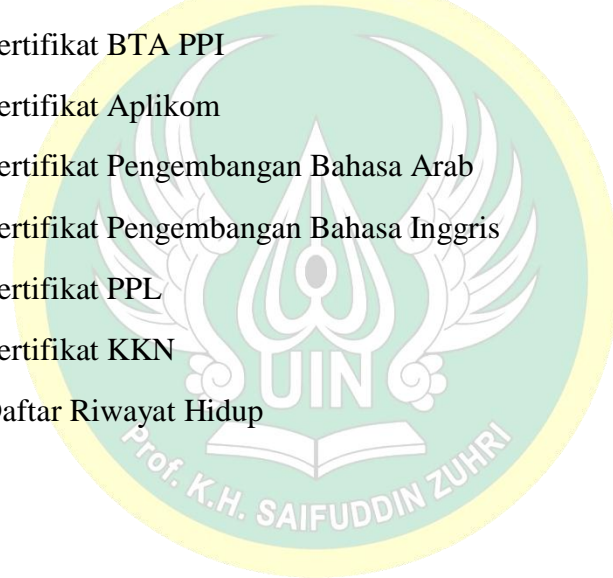 ertifikat BTA PPI
ertifikat Aplikom
ertifikat Pengembangan Bahasa Arab
ertifikat Pengembangan Bahasa Inggris
ertifikat PPL
ertifikat KKN
aftar Riwayat Hidup
UIN
Prof. K.H. SAIFUDDIN ZUHRI